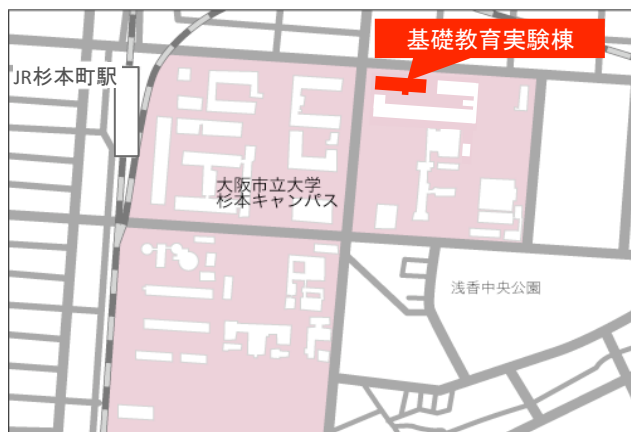 基礎教育実験棟
JR杉本町駅
大阪市立大学
杉本キャンパス
浅香中央公園